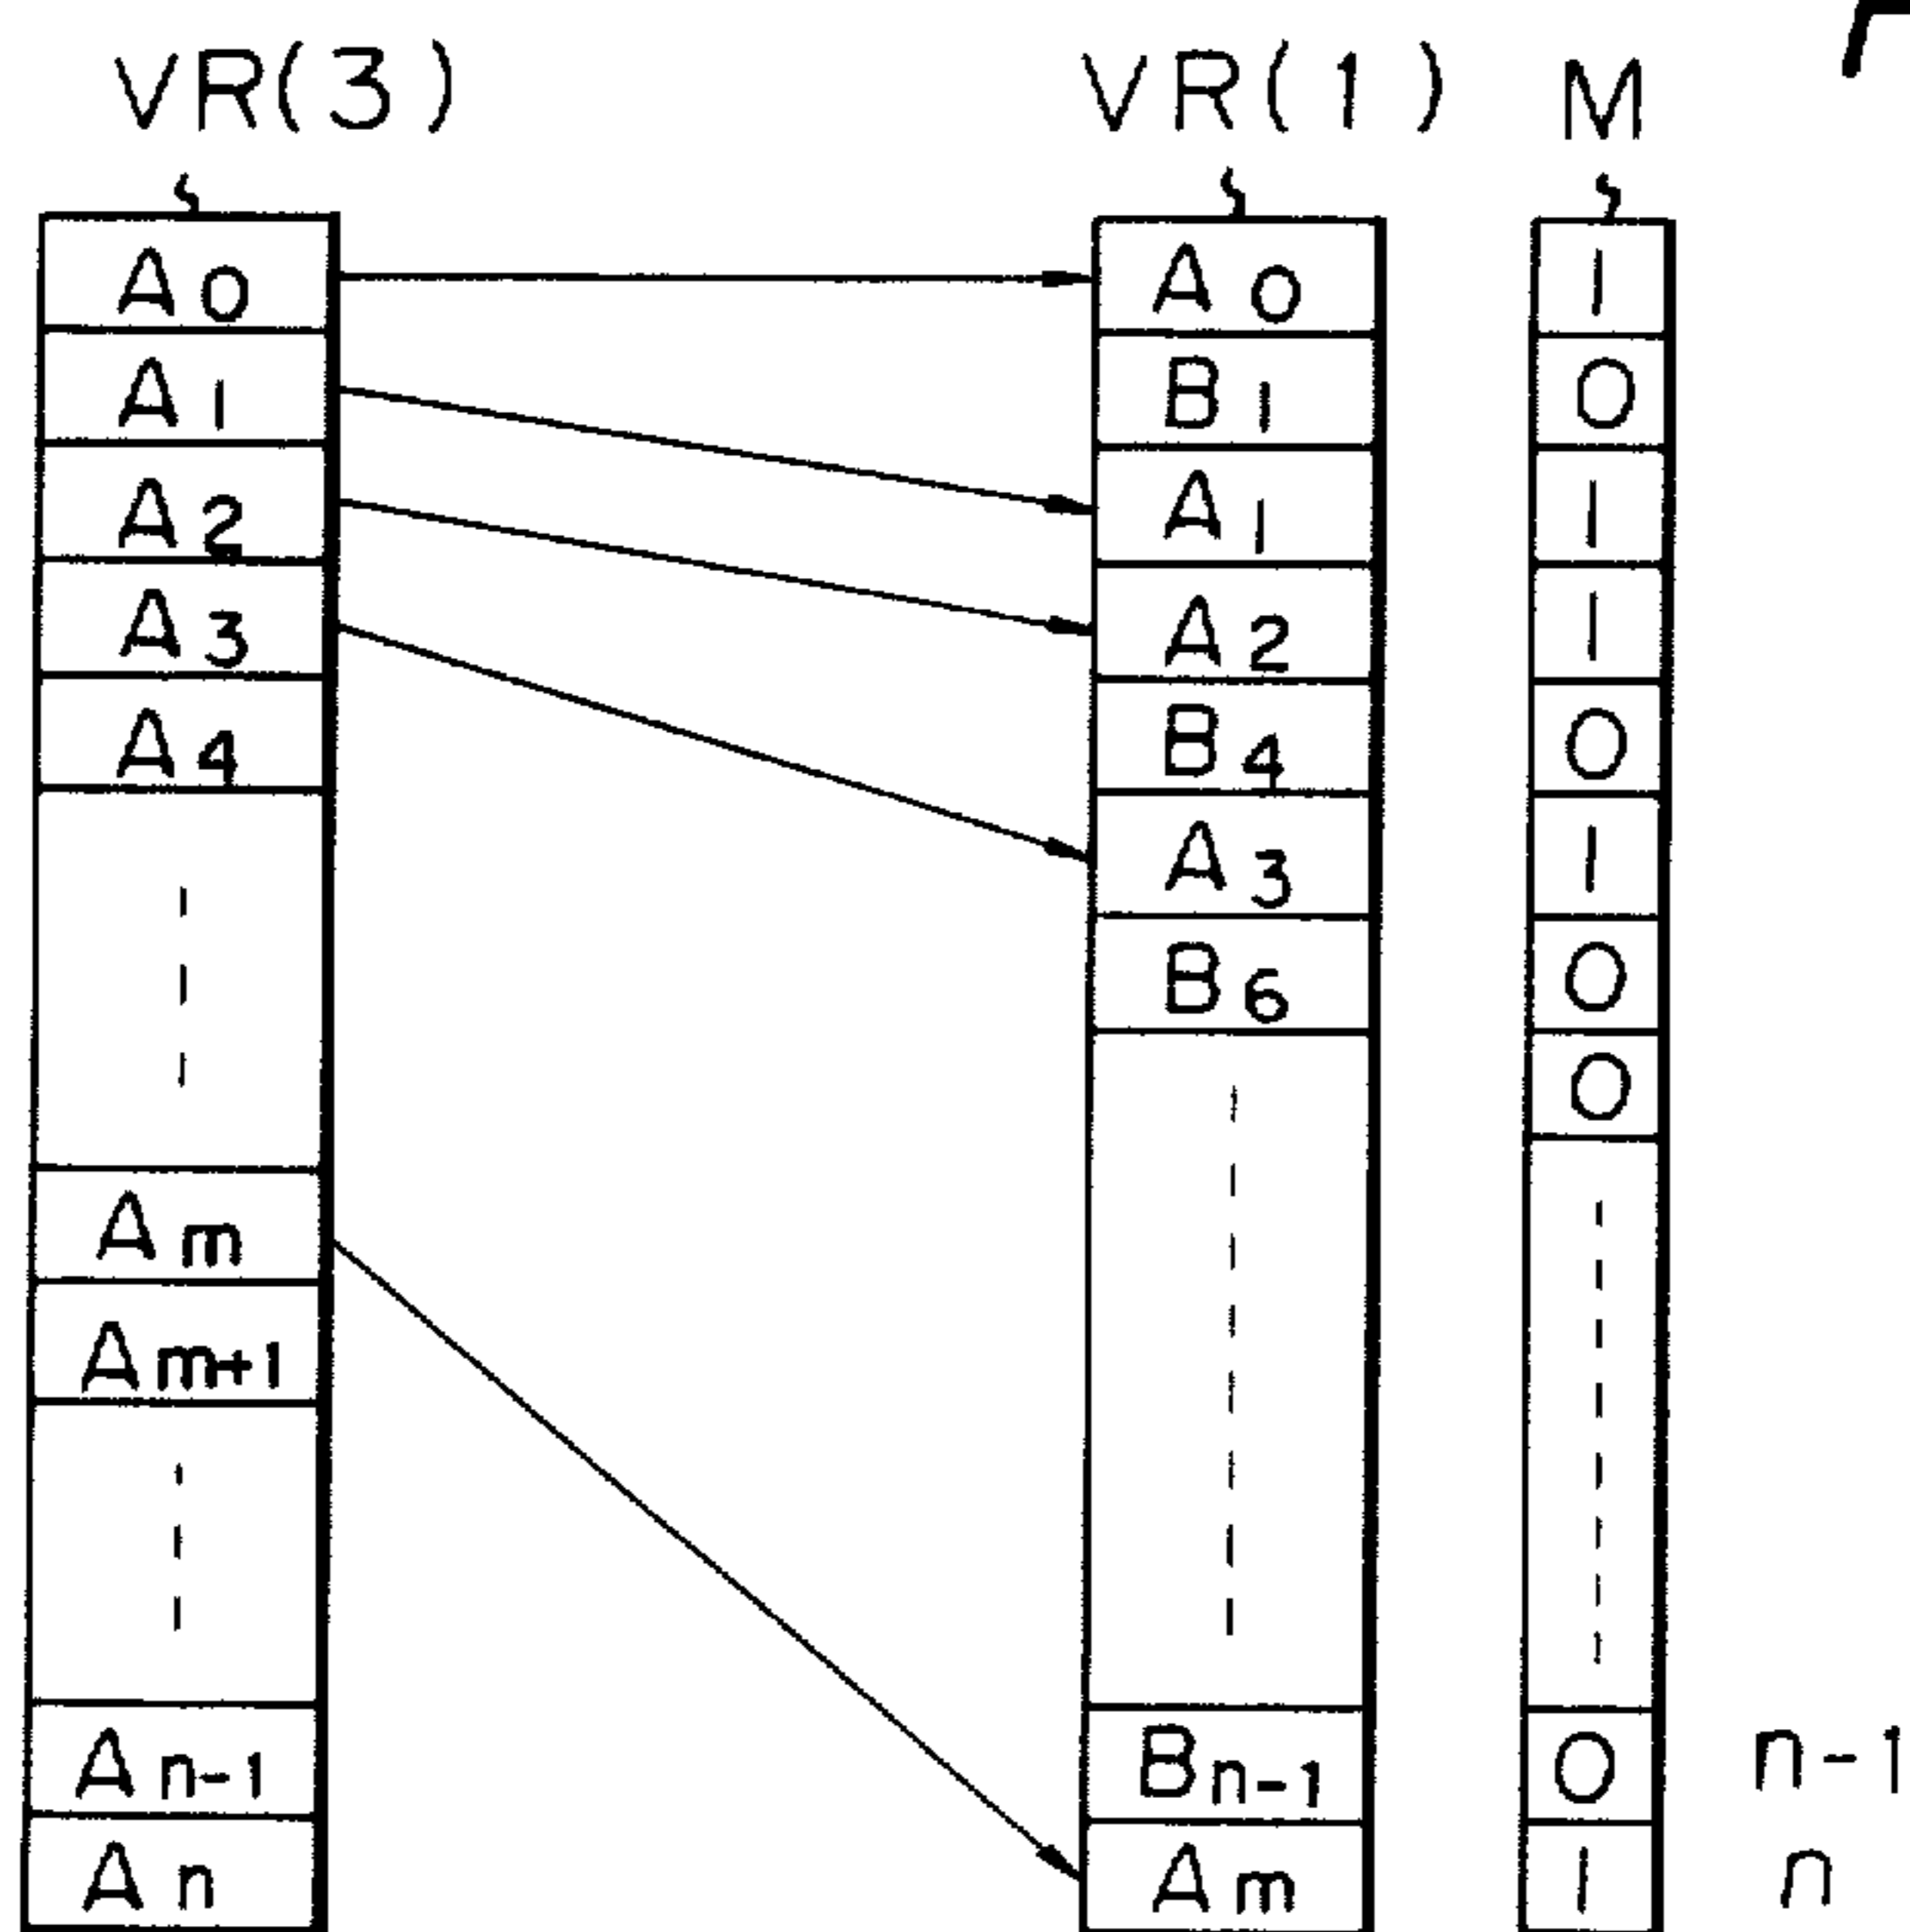 VR(3) VR(1) M
A0 A0 1
A1 B1 0
A2 A1 1
A3 A2 1
A4 B4 0
A3 1
B6 0
0
Am
Am+1
An-1 Bn-1 0 n-1
An Am 1 n